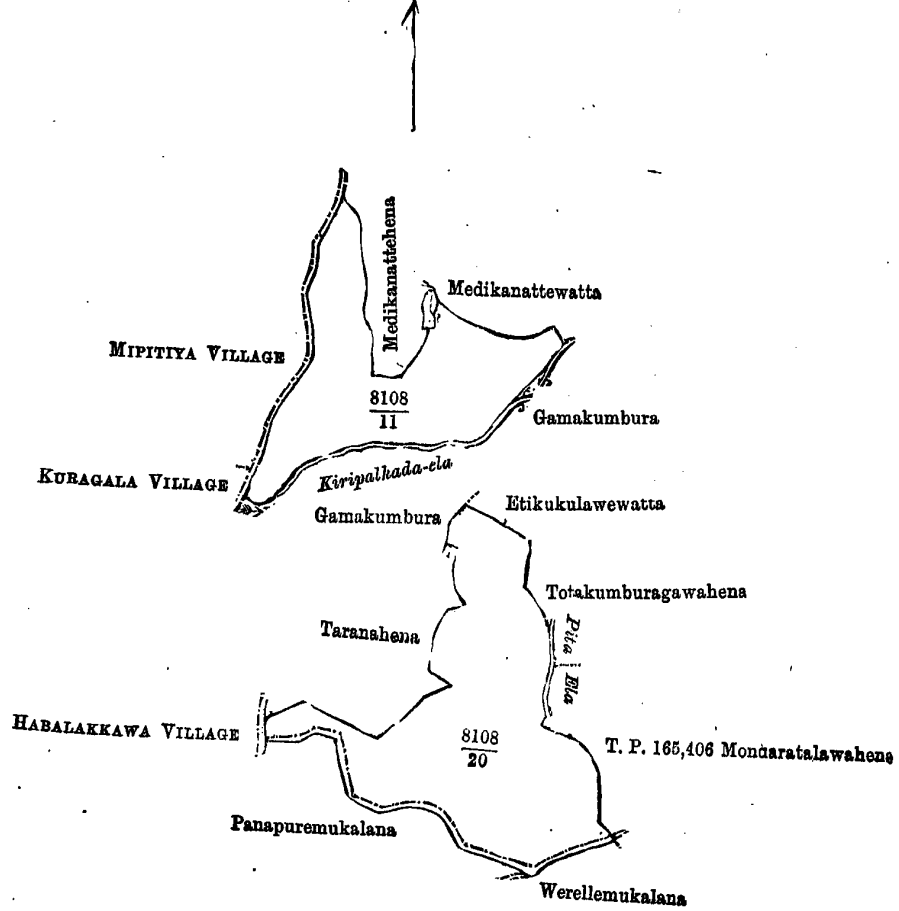 Medikanattehena
Medikanattewatta
MIPITIYA VILLAGE
8108
11
Gamakumbura
KURAGALA VILLAGE
Kiripalkada-ela
Gamakumbura
Etikukulawewatta
Totakumburagawahena
Pita Ela
Taranahena
HABALAKKAWA VILLAGE
8108
20
T. P. 165,406 Mondaratalawahena
Panapuremukalana
Werellemukalana